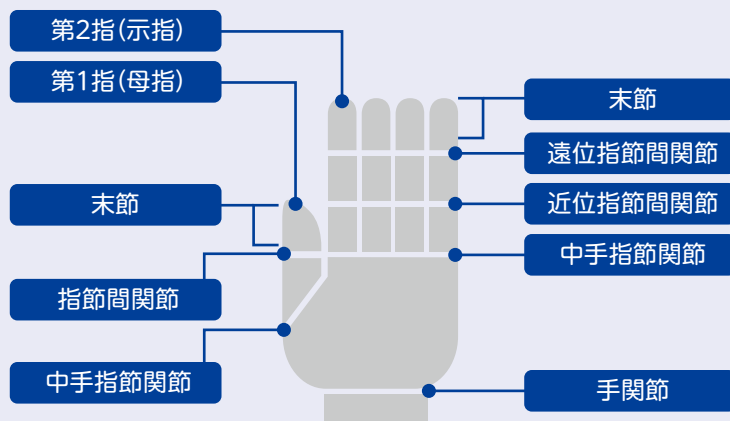 第2指(示指)
第1指(母指)
末節
指節間関節
中手指節関節
末節
遠位指節間関節
近位指節間関節
中手指節関節
手関節